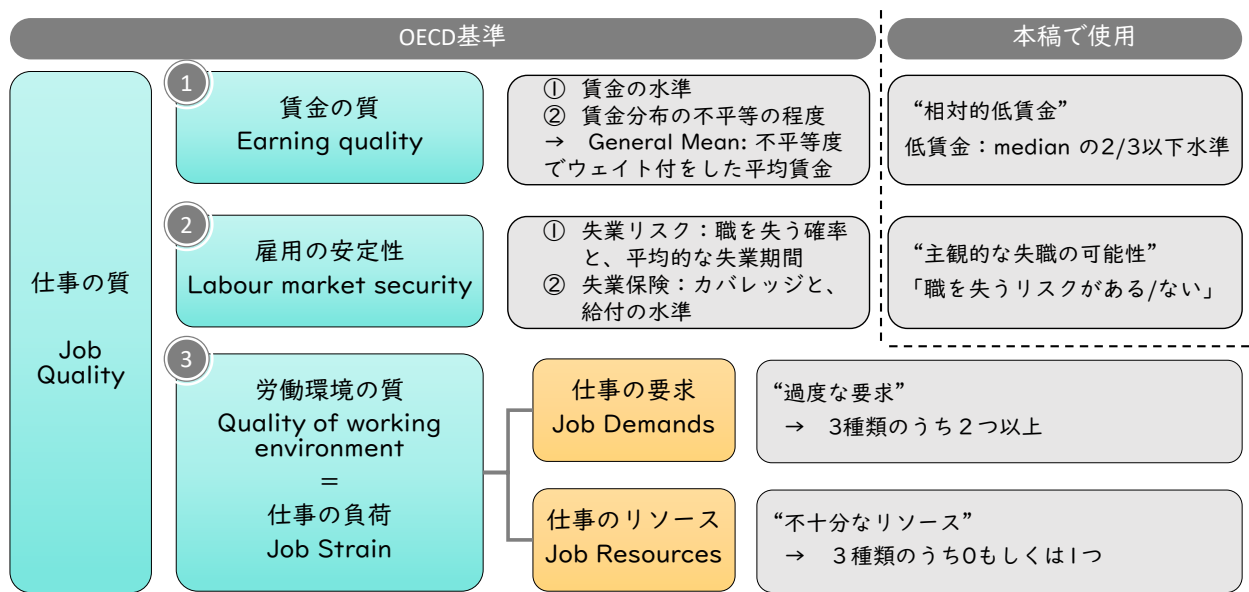 OECD基準
本稿で使用
仕事の質
Job
Quality
1
賃金の質
Earning quality
① 賃金の水準
② 賃金分布の不平等の程度
→ General Mean: 不平等度
でウェイト付をした平均賃金
“相対的低賃金”
低賃金：median の2/3以下水準
2
雇用の安定性
Labour market security
① 失業リスク：職を失う確率
と、平均的な失業期間
② 失業保険：カバレッジと、
給付の水準
“主観的な失職の可能性”
「職を失うリスクがある/ない」
3
労働環境の質
Quality of working
environment
＝
仕事の負荷
Job Strain
仕事の要求
Job Demands
“過度な要求”
→ 3種類のうち２つ以上
仕事のリソース
Job Resources
“不十分なリソース”
→ ３種類のうち0もしくは1つ